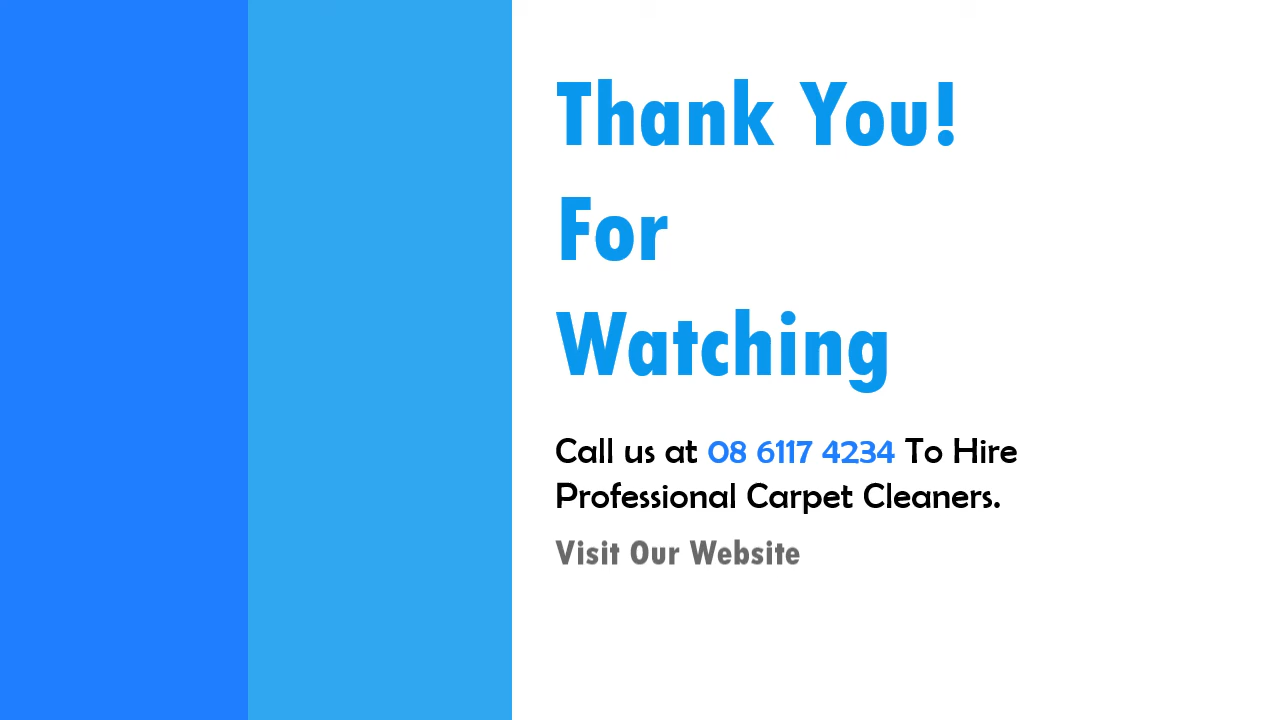 Thank You!
For
Watching
Call us at 08 6117 4234 To Hire
Professional Carpet Cleaners.
Visit Our Website